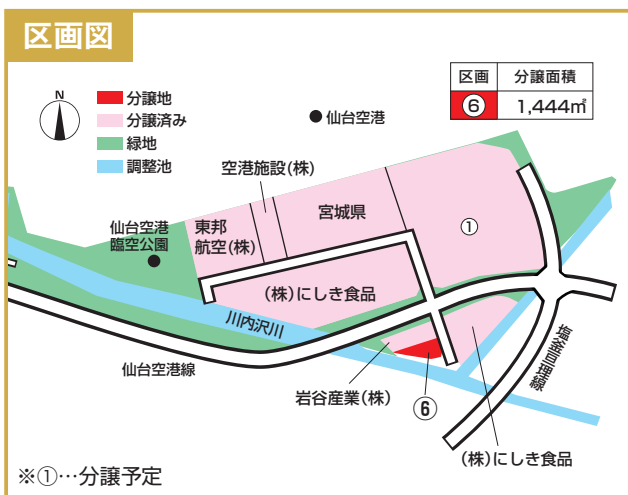 区画図
N
分譲地
分譲済み
緑地
調整池
区画 分譲面積
⑥ 1,444㎡
仙台空港
空港施設(株)
宮城県
東邦
航空(株)
①
仙台空港
臨空公園
(株)にしき食品
川内沢川
仙台空港線
塩釜亘理線
岩谷産業(株)
⑥
(株)にしき食品
※①…分譲予定